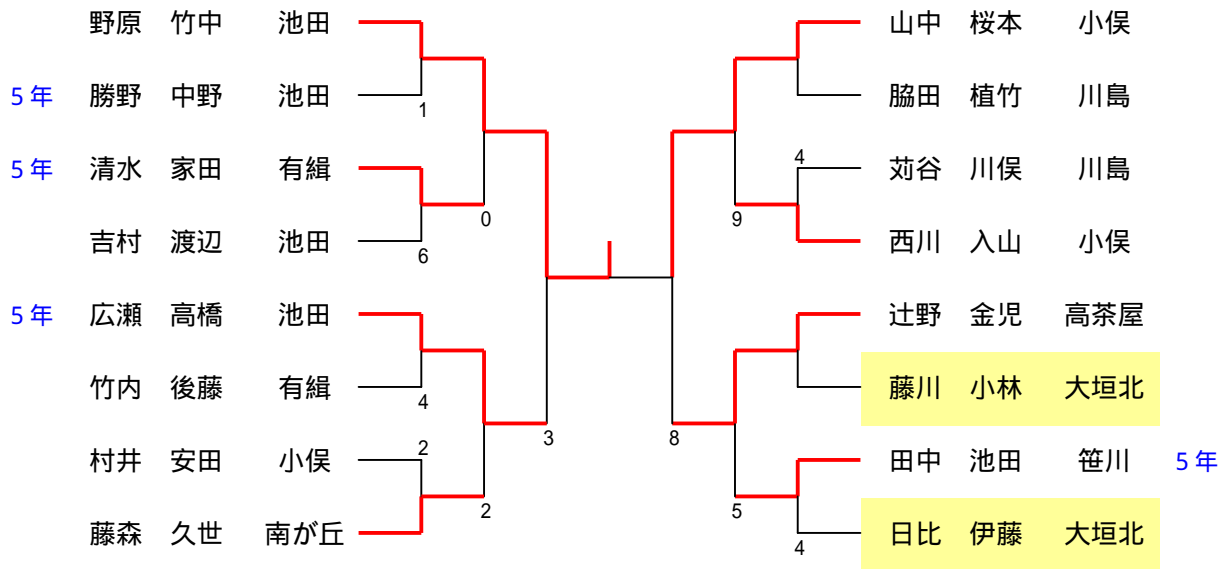 野原 竹中 池田
5年 勝野 中野 池田
1
5年 清水 家田 有緝
0
吉村 渡辺 池田
6
5年 広瀬 高橋 池田
竹内 後藤 有緝
4
3
村井 安田 小俣
2
藤森 久世 南が丘
2
山中 桜本 小俣
脇田 植竹 川島
4
苅谷 川俣 川島
9
西川 入山 小俣
辻野 金児 高茶屋
藤川 小林 大垣北
8
田中 池田 笹川 5年
5
日比 伊藤 大垣北
4